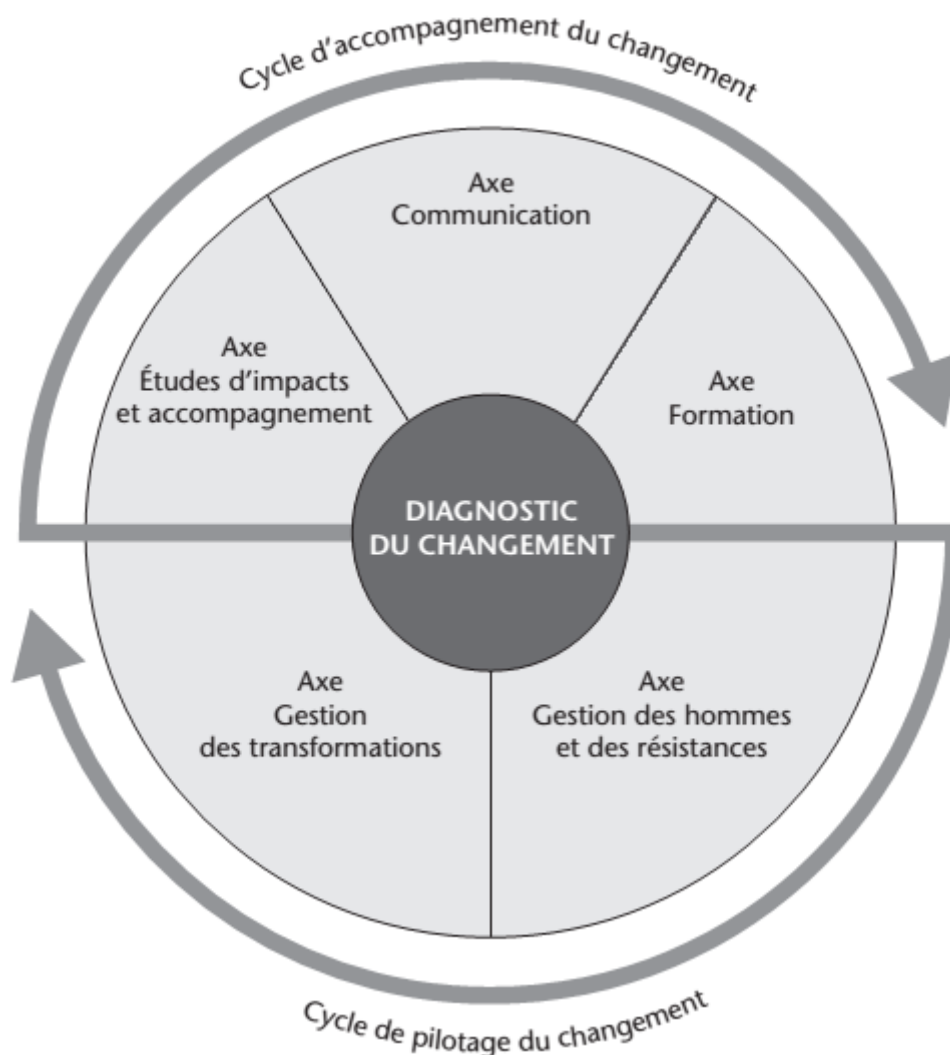 Cycle d'accompagnement du changement
Axe
Communication
Axe
Études d'impacts
et accompagnement
Axe
Formation
DIAGNOSTIC
DU CHANGEMENT
Axe
Gestion
des transformations
Axe
Gestion des hommes
et des résistances
Cycle de pilotage du changement